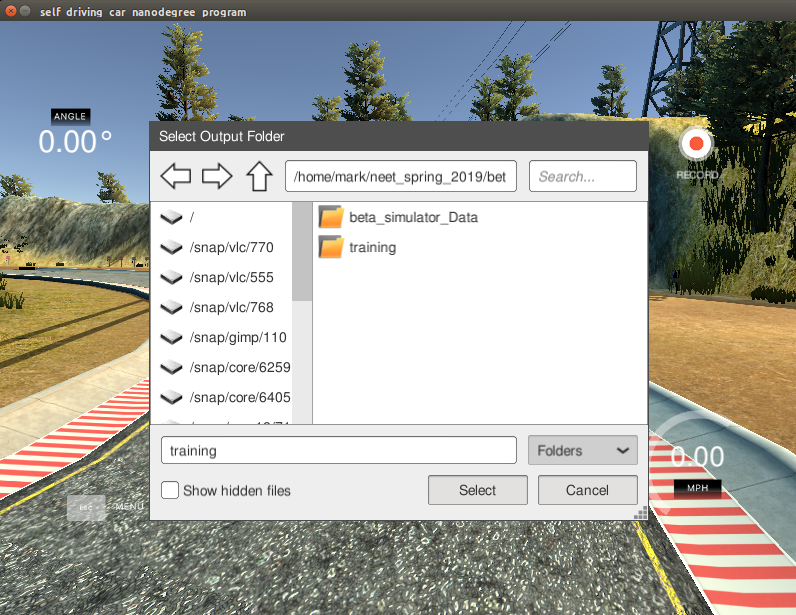 self driving car nanodegree program
ANGLE
0.00°
RECORD
Select Output Folder
/home/mark/neet_spring_2019/bet
Search...
/
/snap/vlc/770
/snap/vlc/555
/snap/vlc/768
/snap/gimp/110
/snap/core/6259
/snap/core/6405
beta_simulator_Data
training
training
Folders
Show hidden files
Select
Cancel
0.00
MPH
ESC
MENU